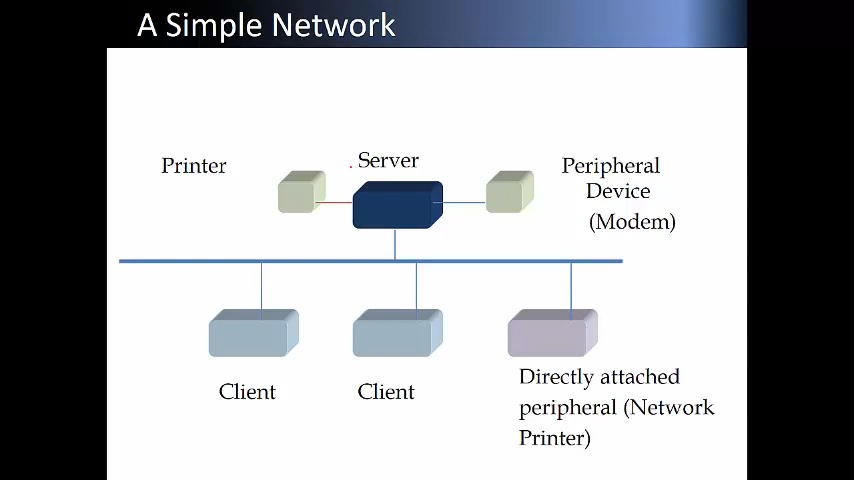 A Simple Network
Printer
Server
Peripheral
Device
(Modem)
Client
Client
Directly attached
peripheral (Network
Printer)